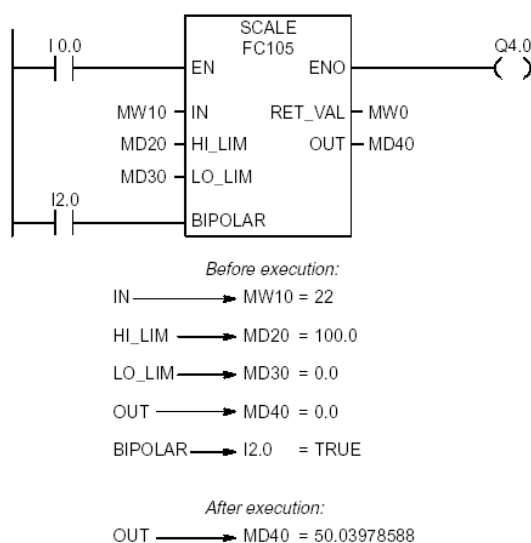 SCALE
FC105
I 0.0
Q4.0
EN ENO
MW10 IN RET_VAL MW0
MD20 HI_LIM OUT MD40
MD30 LO_LIM
I2.0
BIPOLAR
Before execution:
IN MW10 = 22
HI_LIM MD20 = 100.0
LO_LIM MD30 = 0.0
OUT MD40 = 0.0
BIPOLAR I2.0 = TRUE
After execution:
OUT MD40 = 50.03978588